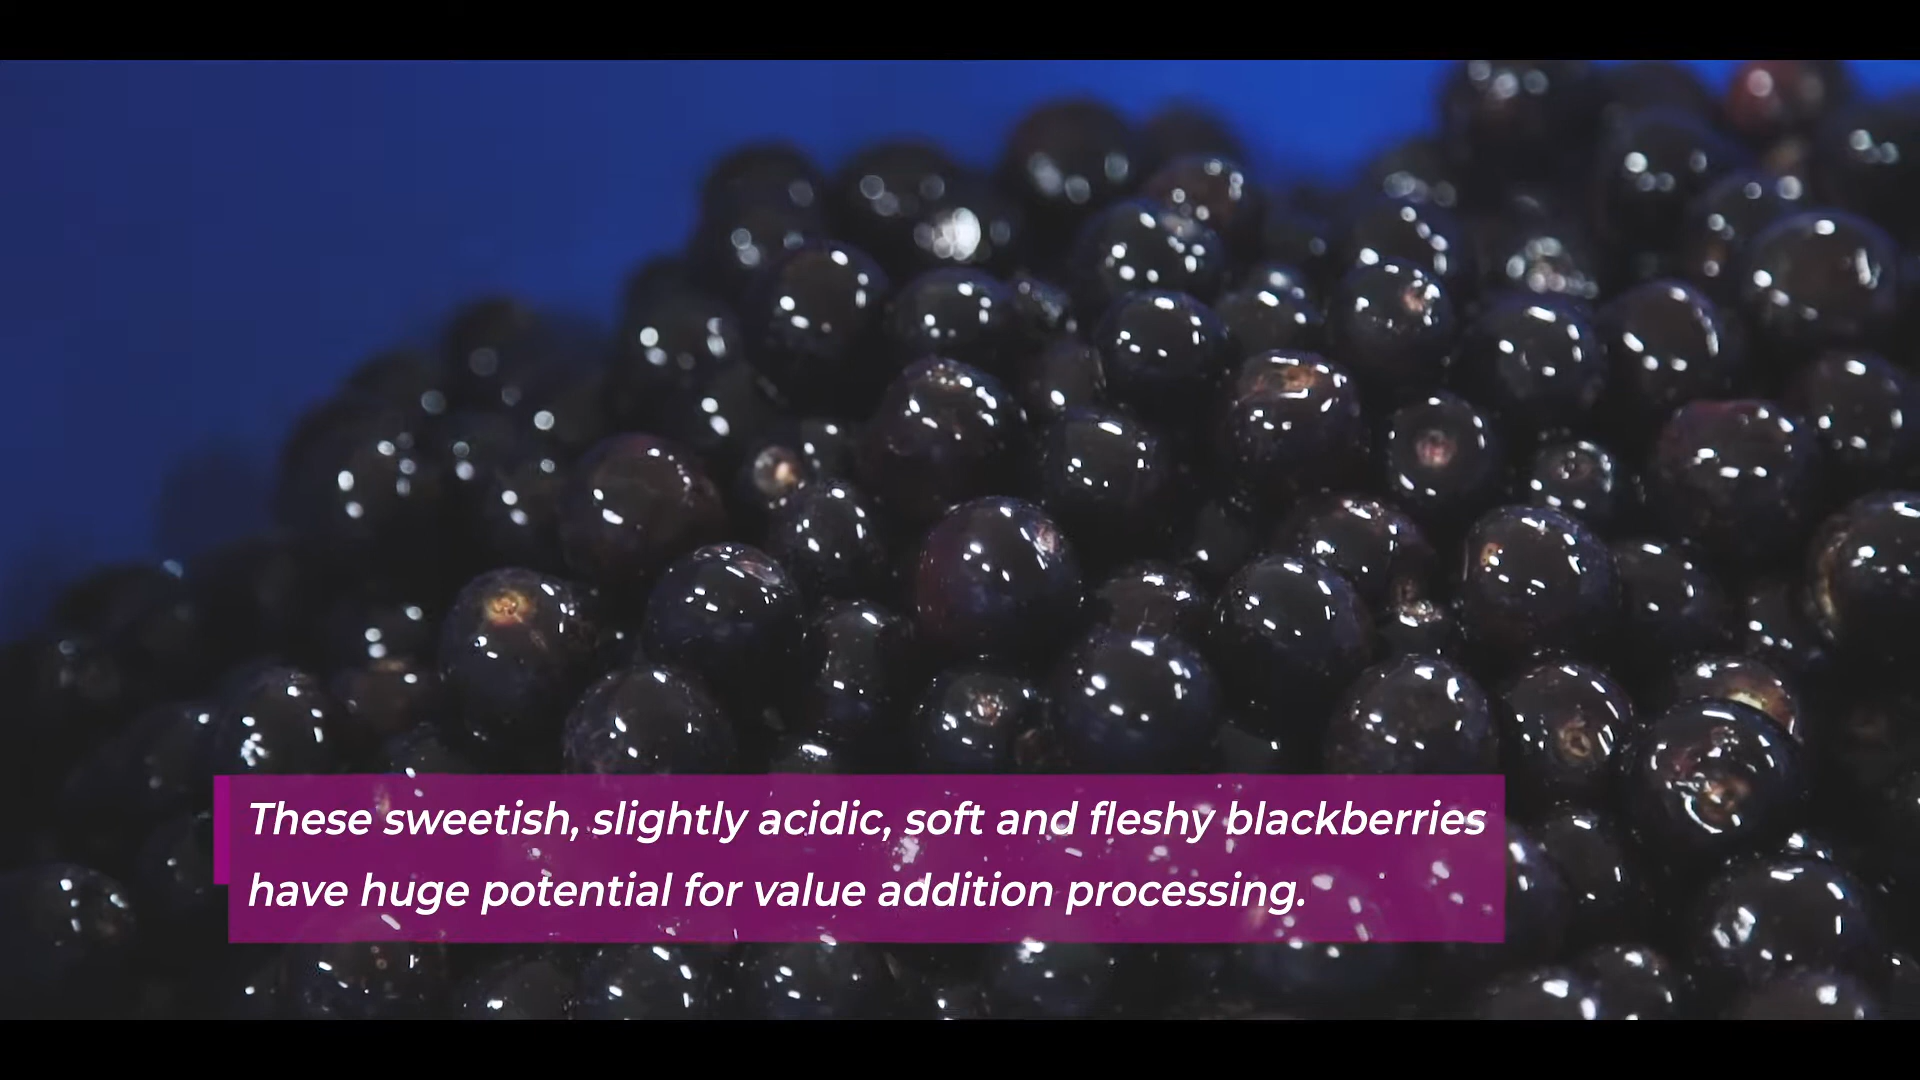 These sweetish, slightly acidic, soft and fleshy blackberries
have huge potential for value addition processing.